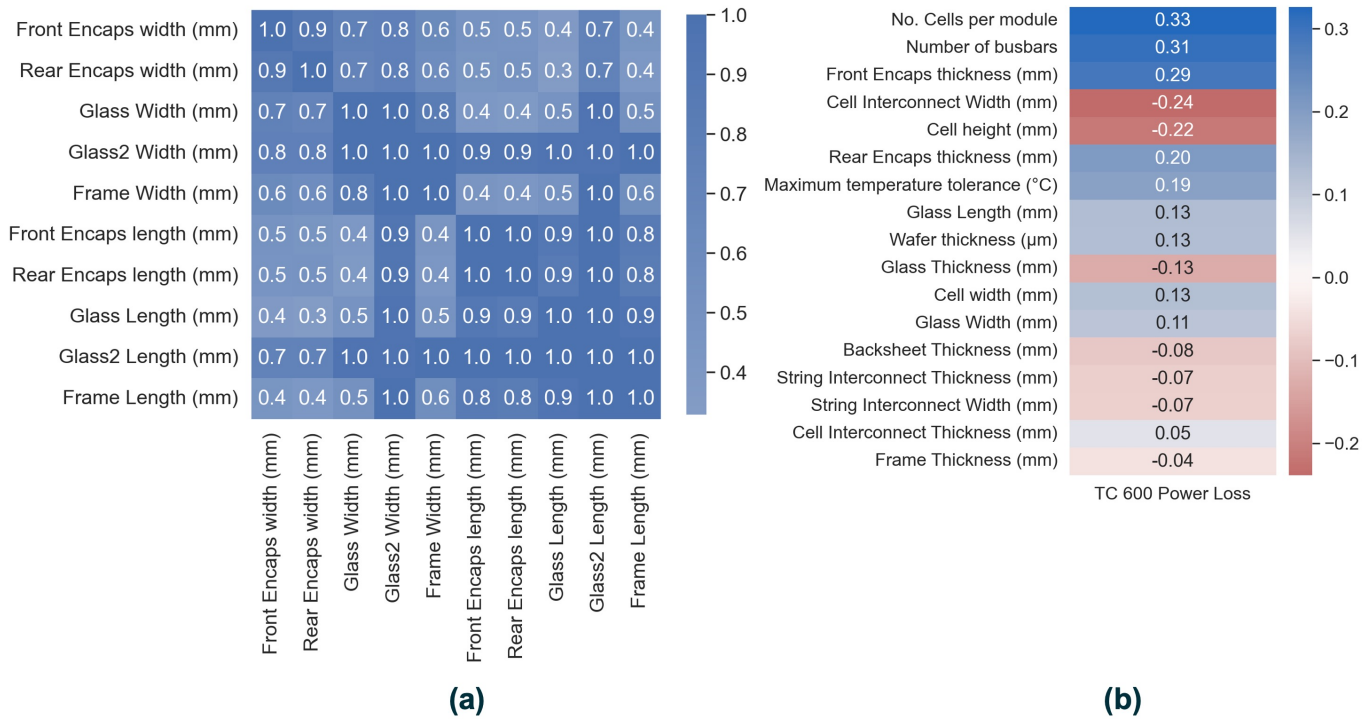 Front Encaps width (mm) 1.0 0.9 0.7 0.8 0.6 0.5 0.5 0.4 0.7 0.4
Rear Encaps width (mm) 0.9 1.0 0.7 0.8 0.6 0.5 0.5 0.3 0.7 0.4
Glass Width (mm) 0.7 0.7 1.0 1.0 0.8 0.4 0.4 0.5 1.0 0.5
Glass2 Width (mm) 0.8 0.8 1.0 1.0 1.0 0.9 0.9 1.0 1.0 1.0
Frame Width (mm) 0.6 0.6 0.8 1.0 1.0 0.4 0.4 0.5 1.0 0.6
Front Encaps length (mm) 0.5 0.5 0.4 0.9 0.4 1.0 1.0 0.9 1.0 0.8
Rear Encaps length (mm) 0.5 0.5 0.4 0.9 0.4 1.0 1.0 0.9 1.0 0.8
Glass Length (mm) 0.4 0.3 0.5 1.0 0.5 0.9 0.9 1.0 1.0 0.9
Glass2 Length (mm) 0.7 0.7 1.0 1.0 1.0 1.0 1.0 1.0 1.0 1.0
Frame Length (mm) 0.4 0.4 0.5 1.0 0.6 0.8 0.8 0.9 1.0 1.0
Front Encaps width (mm)
Rear Encaps width (mm)
Glass Width (mm)
Glass2 Width (mm)
Frame Width (mm)
Front Encaps length (mm)
Rear Encaps length (mm)
Glass Length (mm)
Glass2 Length (mm)
Frame Length (mm)
1.0
0.9
0.8
0.7
0.6
0.5
0.4
(a)
No. Cells per module 0.33
Number of busbars 0.31
Front Encaps thickness (mm) 0.29
Cell Interconnect Width (mm) -0.24
Cell height (mm) -0.22
Rear Encaps thickness (mm) 0.20
Maximum temperature tolerance (°C) 0.19
Glass Length (mm) 0.13
Wafer thickness (µm) 0.13
Glass Thickness (mm) -0.13
Cell width (mm) 0.13
Glass Width (mm) 0.11
Backsheet Thickness (mm) -0.08
String Interconnect Thickness (mm) -0.07
String Interconnect Width (mm) -0.07
Cell Interconnect Thickness (mm) 0.05
Frame Thickness (mm) -0.04
TC 600 Power Loss
0.3
0.2
0.1
0.0
−0.1
−0.2
(b)